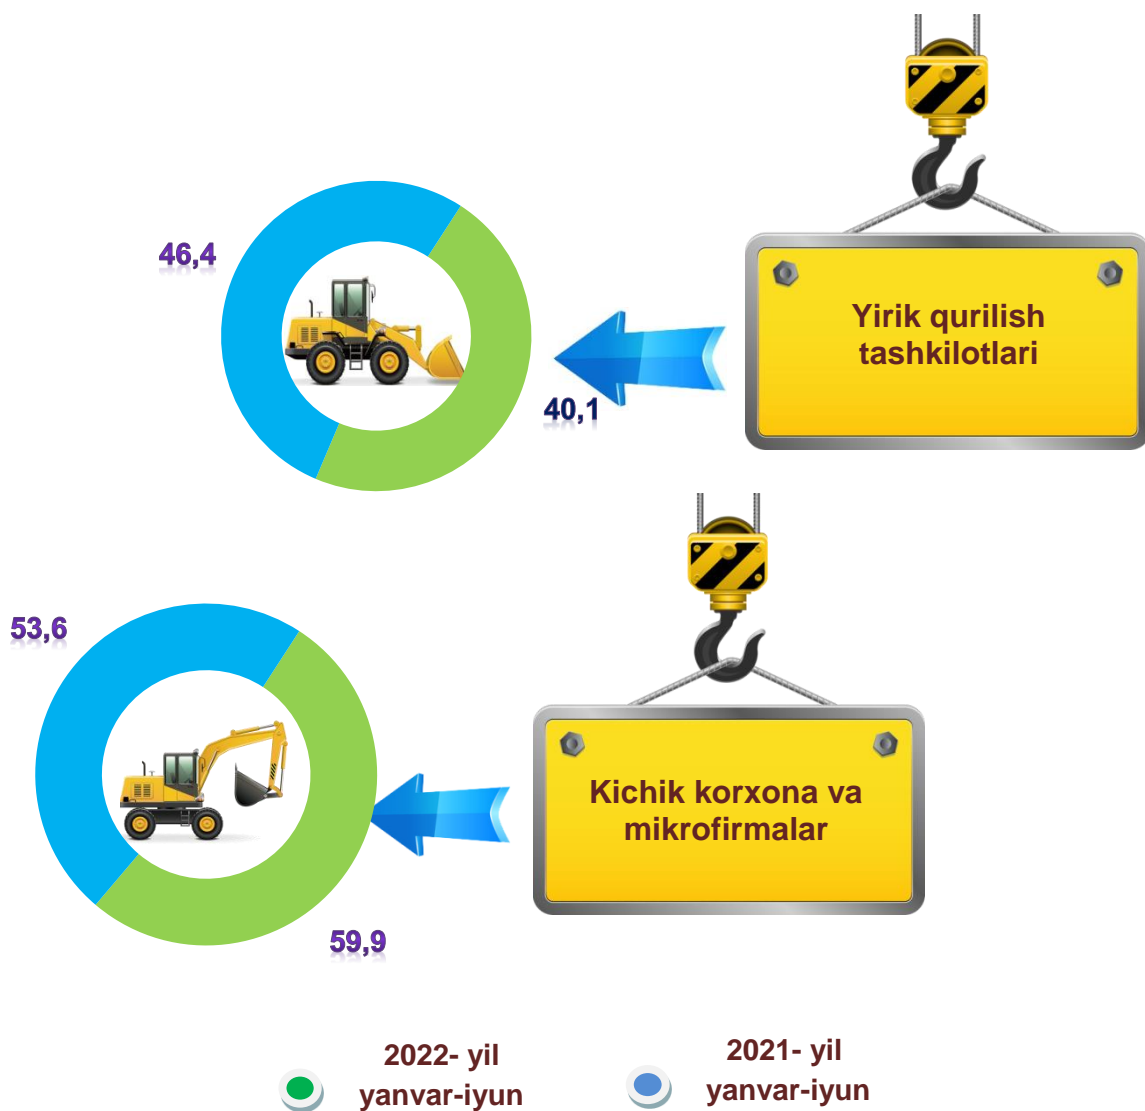 46,4
Yirik qurilish
tashkilotlari
40,1
53,6
Kichik korxona va
mikrofirmalar
59,9
2022- yil
yanvar-iyun
2021- yil
yanvar-iyun